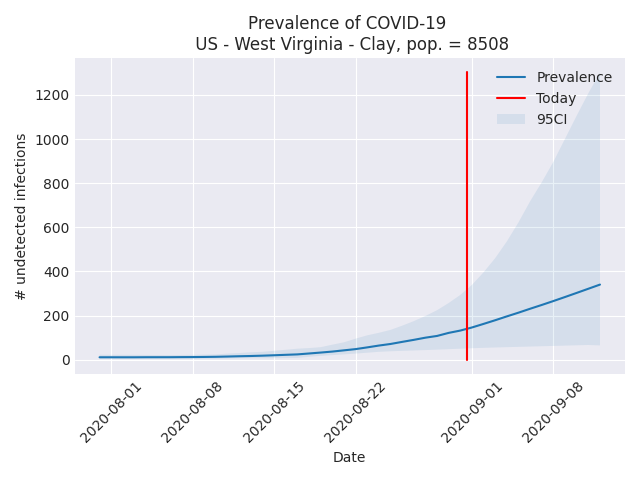 Prevalence of COVID-19
US - West Virginia - Clay, pop. = 8508
Prevalence
Today
95CI
1200
1000
800
600
400
200
0
# undetected infections
2020-08-01
2020-08-08
2020-08-15
2020-08-22
2020-09-01
2020-09-08
Date